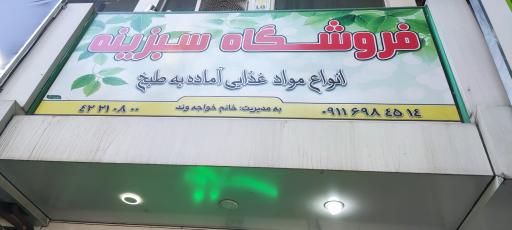 فروشگاه سبزینه
انواع مواد غذایی آماده به طبخ
۰۹۱۱ ۶۹۸ ۴۵ ۱۴ به مدیریت: خانم خواجه وند ۴۲ ۲۱ ۰۸ ۰۰